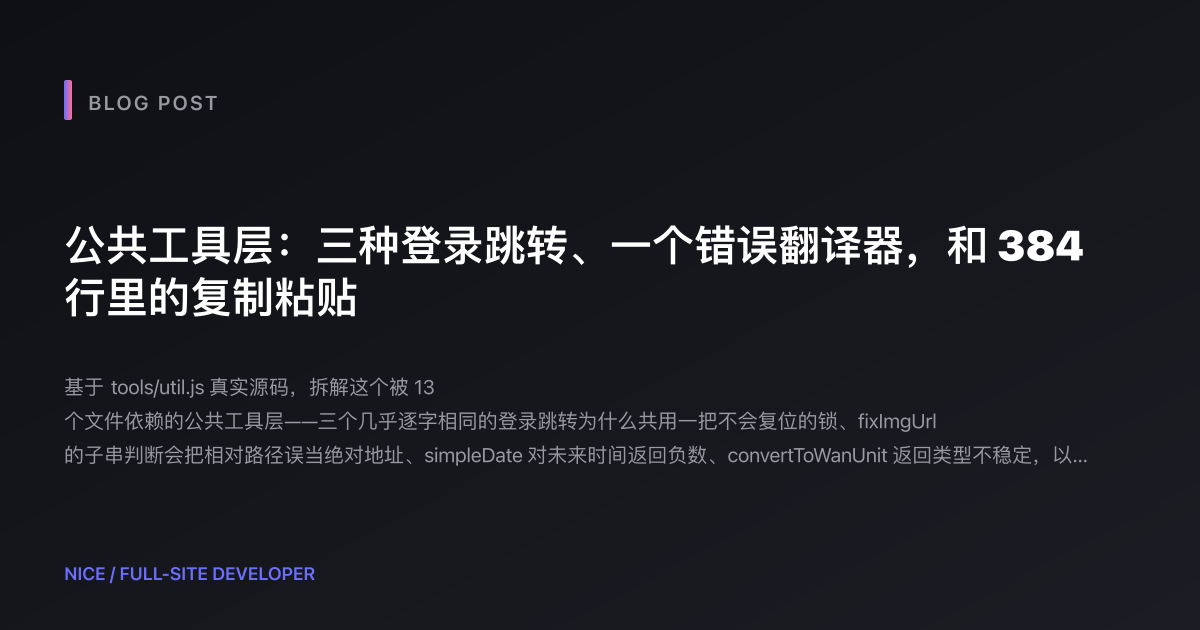 BLOG POST
公共工具层：三种登录跳转、一个错误翻译器，和 384
行里的复制粘贴
基于 tools/util.js 真实源码，拆解这个被 13
个文件依赖的公共工具层——三个几乎逐字相同的登录跳转为什么共用一把不会复位的锁、fixImgUrl
的子串判断会把相对路径误当绝对地址、simpleDate 对未来时间返回负数、convertToWanUnit 返回类型不稳定，以...
NICE / FULL-SITE DEVELOPER